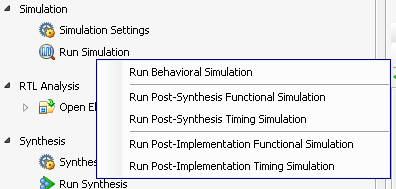 Simulation
Simulation Settings
Run Simulation
Run Behavioral Simulation
Run Post-Synthesis Functional Simulation
Run Post-Synthesis Timing Simulation
Run Post-Implementation Functional Simulation
Run Post-Implementation Timing Simulation
RTL Analysis
Open El
Synthesis
Synthes
Run Synthesis